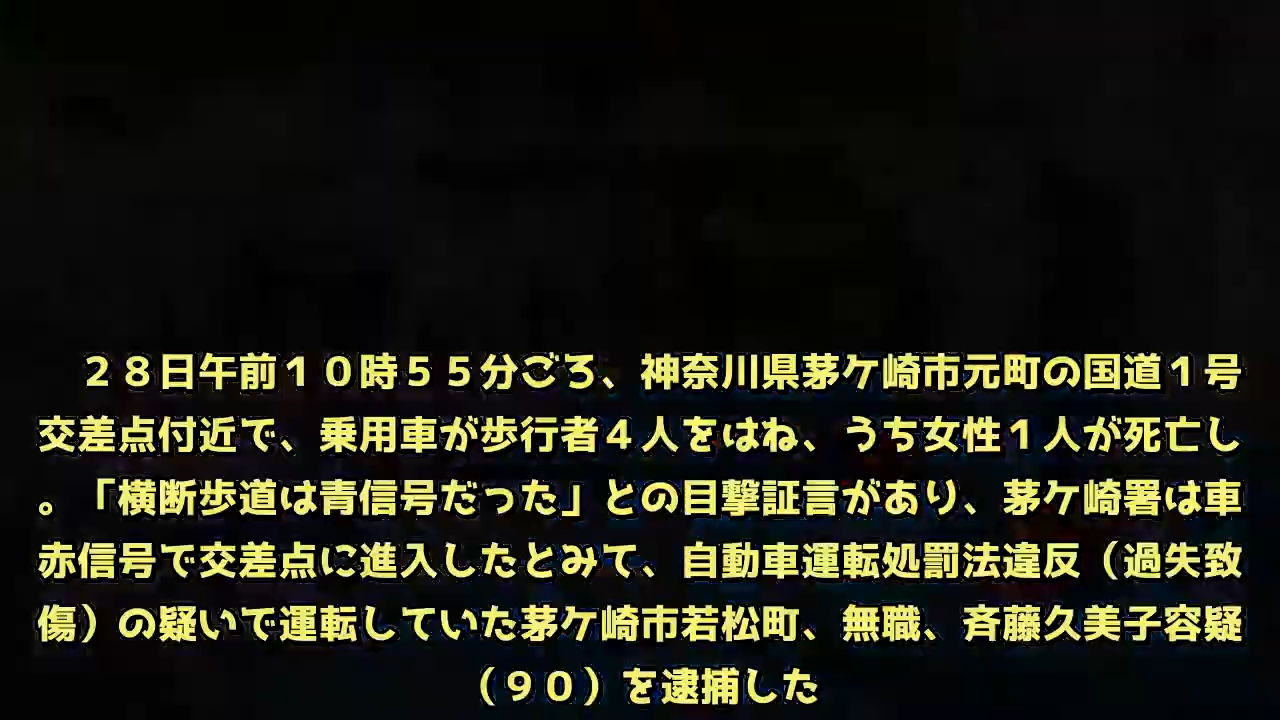 ２８日午前１０時５５分ごろ、神奈川県茅ケ崎市元町の国道１号
交差点付近で、乗用車が歩行者４人をはね、うち女性１人が死亡し
。「横断歩道は青信号だった」との目撃証言があり、茅ケ崎署は車
赤信号で交差点に進入したとみて、自動車運転処罰法違反（過失致
傷）の疑いで運転していた茅ケ崎市若松町、無職、斉藤久美子容疑
（９０）を逮捕した